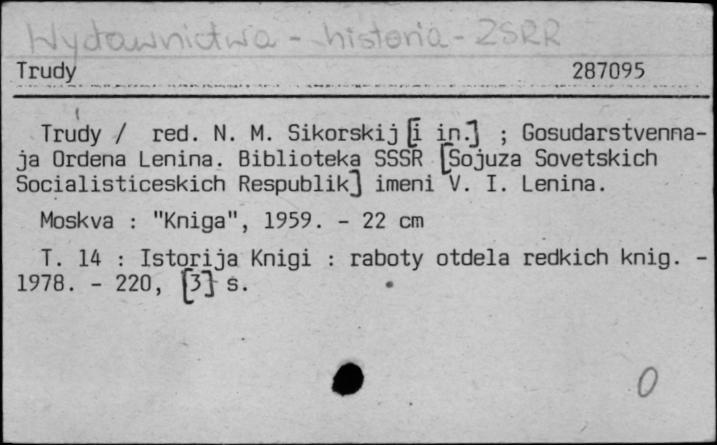 Wydawnictwa - historia - ZSRR
Trudy 287095
Trudy / red. N. M. Sikorskij [i in.] ; Gosudarstvenna-
ja Ordena Lenina. Biblioteka SSSR [Sojuza Sovetskich
Socialisticeskich Respublik] imeni V. I. Lenina.
Moskva : "Kniga", 1959. - 22 cm
T. 14 : Istorija Knigi : raboty otdela redkich knig. -
1978. - 220, [3] s.
0